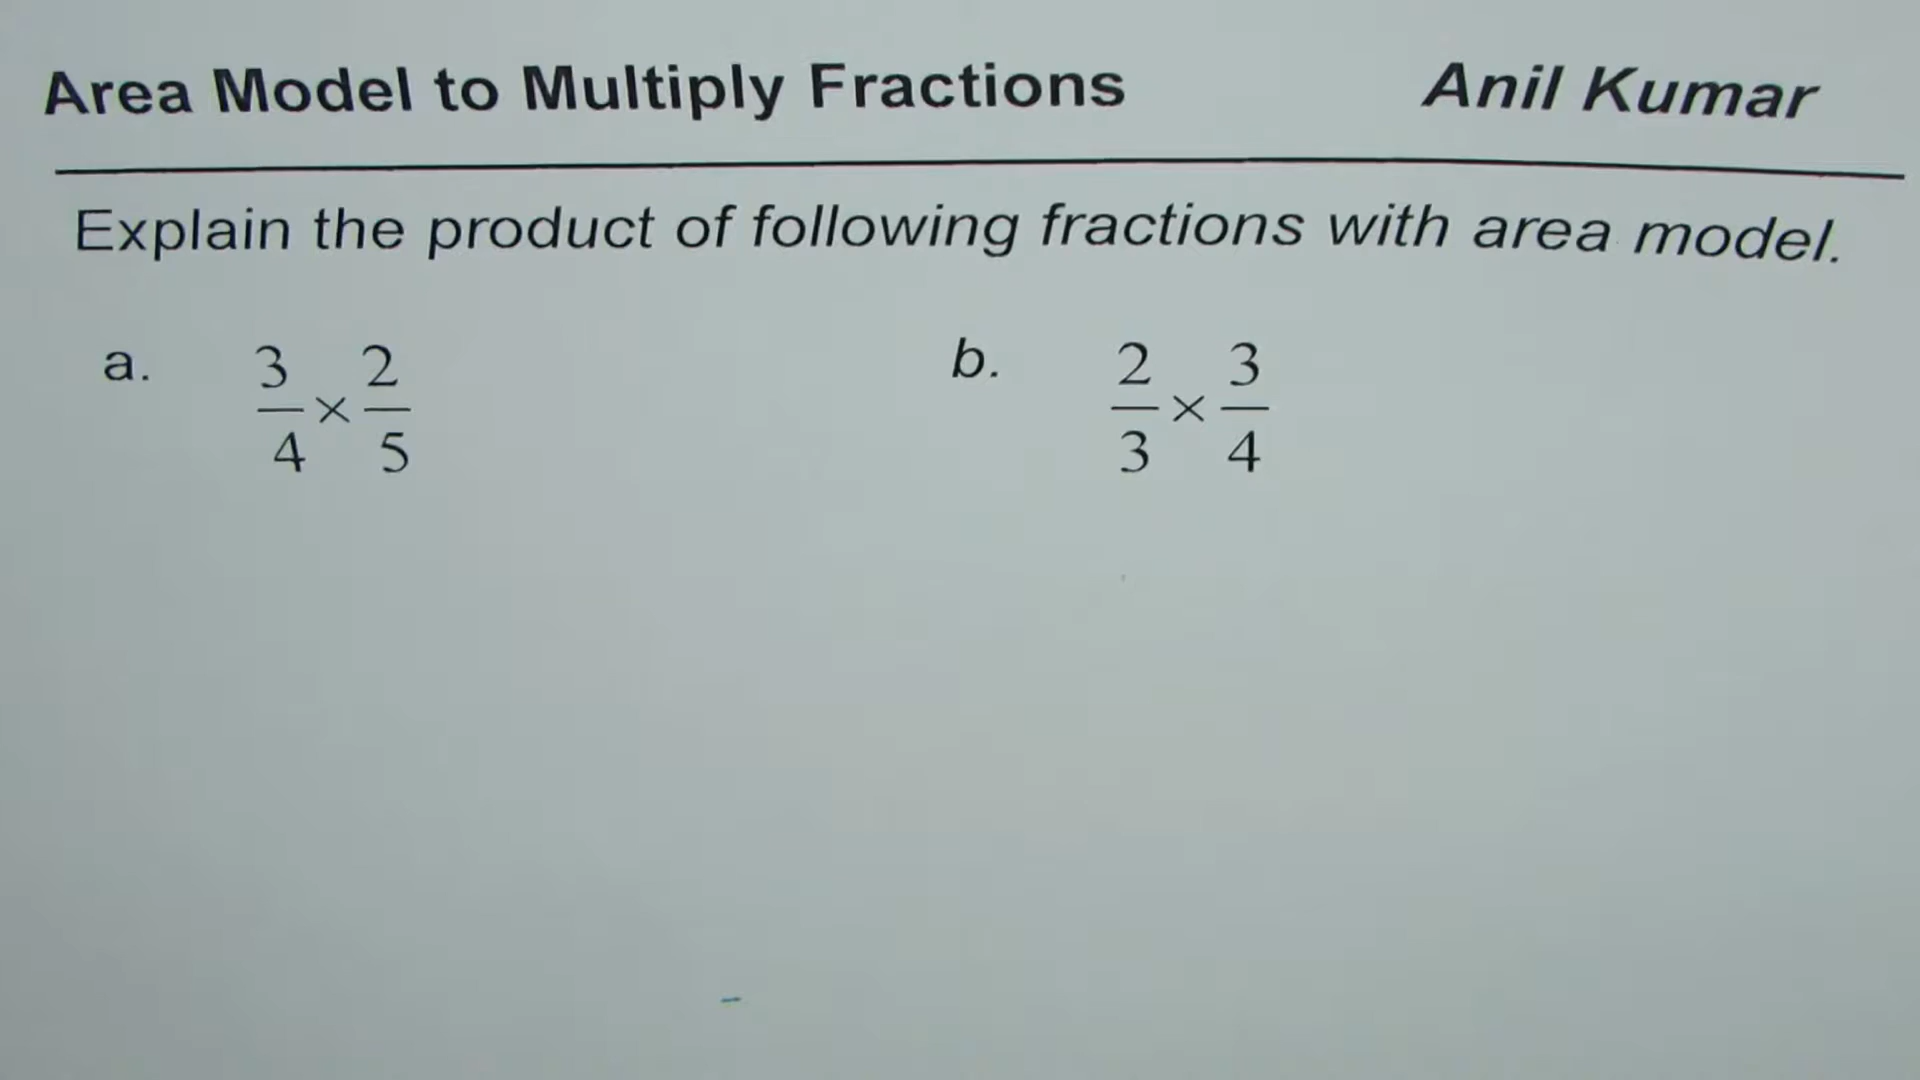 Area Model to Multiply Fractions Anil Kumar
Explain the product of following fractions with area model.
a. 3/4 × 2/5 b. 2/3 × 3/4